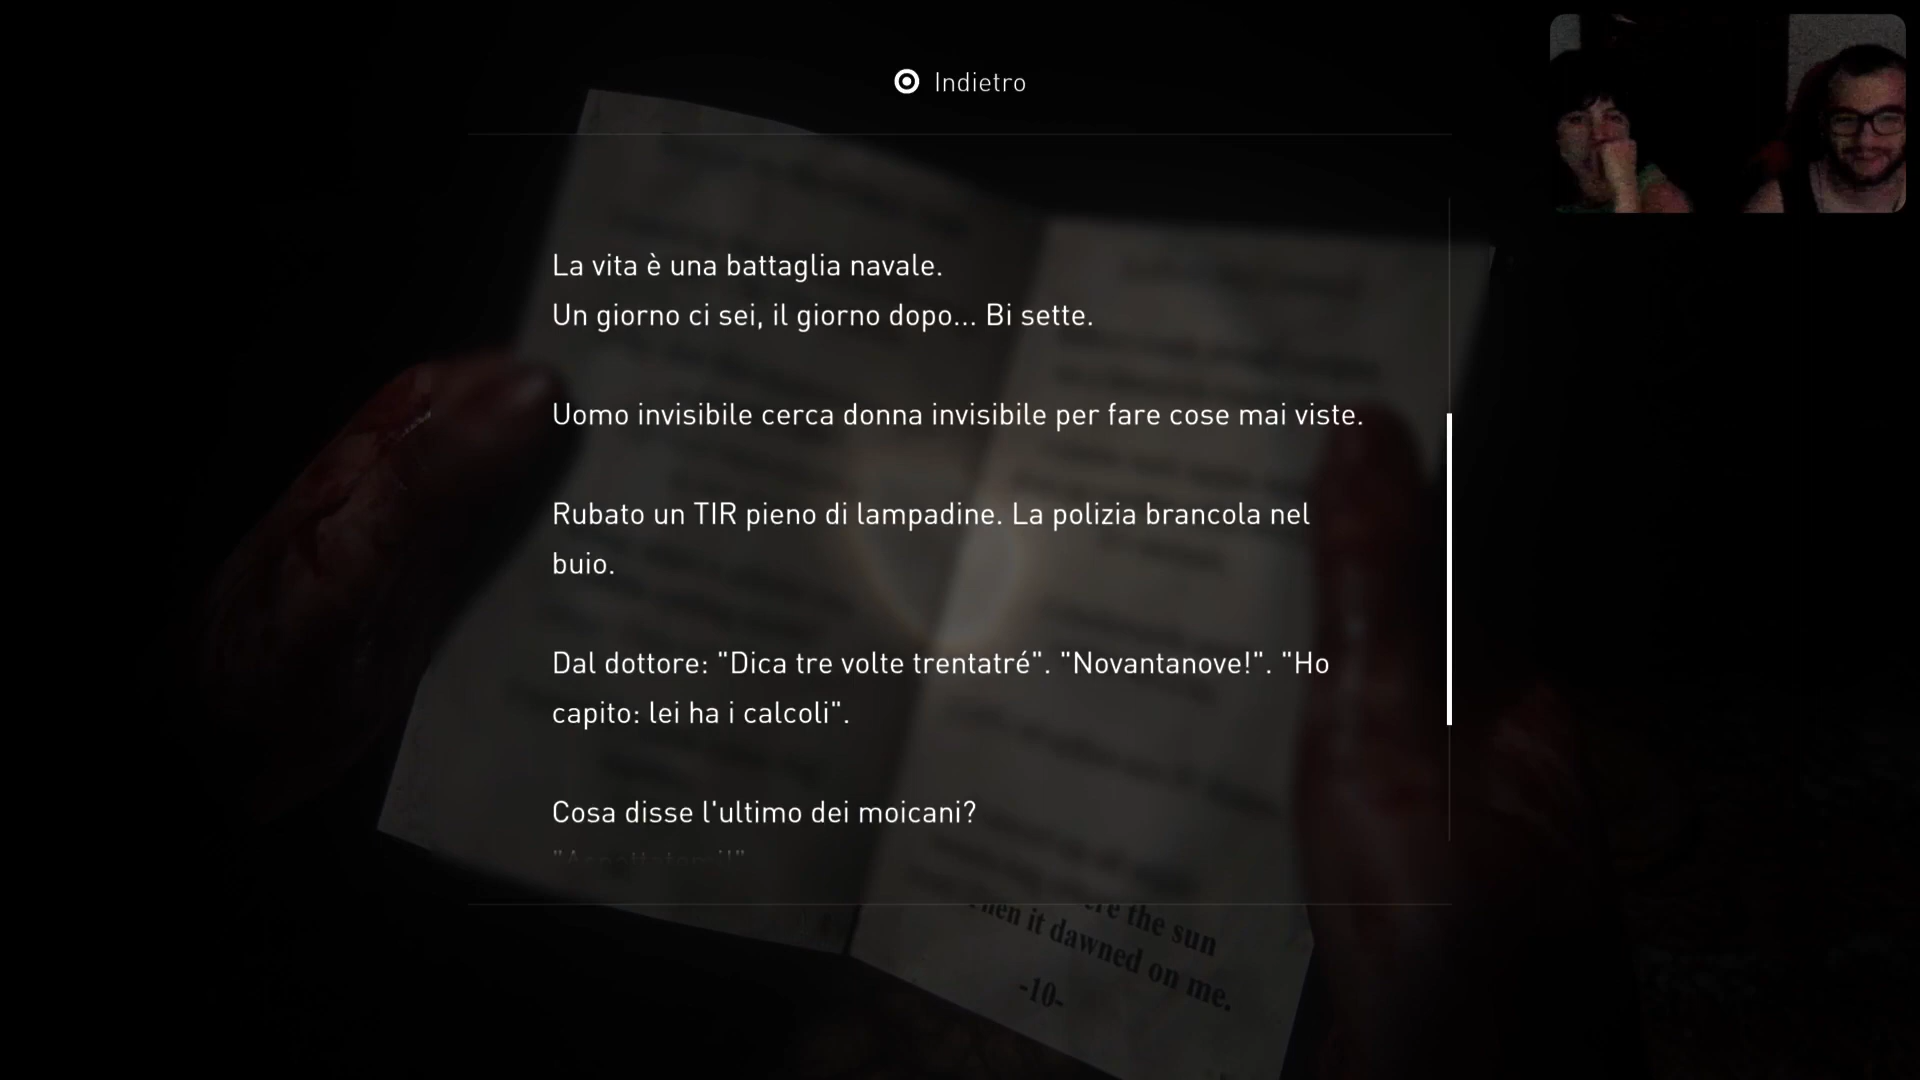 Indietro
La vita è una battaglia navale.
Un giorno ci sei, il giorno dopo... Bi sette.
Uomo invisibile cerca donna invisibile per fare cose mai viste.
Rubato un TIR pieno di lampadine. La polizia brancola nel
buio.
Dal dottore: "Dica tre volte trentatré". "Novantanove!". "Ho
capito: lei ha i calcoli".
Cosa disse l'ultimo dei moicani?
"Aspettatemi!"
the sun
it dawned on me.
-10-